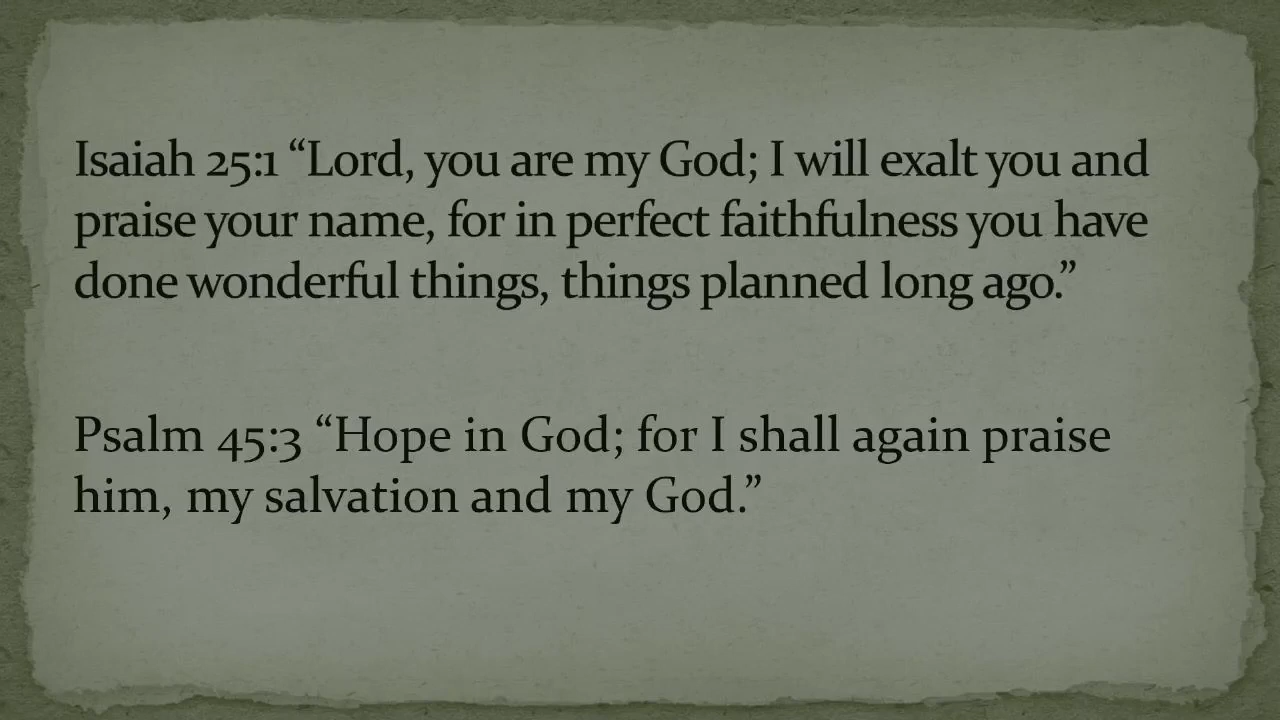 Isaiah 25:1 “Lord, you are my God; I will exalt you and
praise your name, for in perfect faithfulness you have
done wonderful things, things planned long ago.”
Psalm 45:3 “Hope in God; for I shall again praise
him, my salvation and my God.”